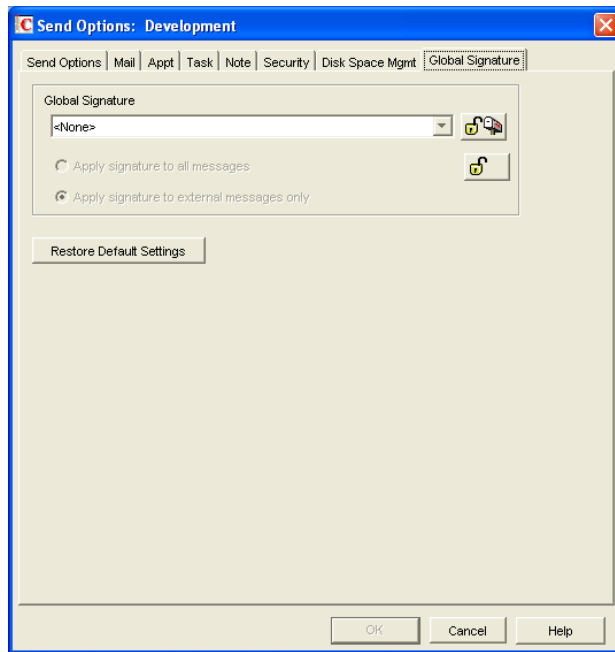 Send Options: Development
Send Options Mail Appt Task Note Security Disk Space Mgmt Global Signature
Global Signature
<None>
Apply signature to all messages
Apply signature to external messages only
Restore Default Settings
OK Cancel Help